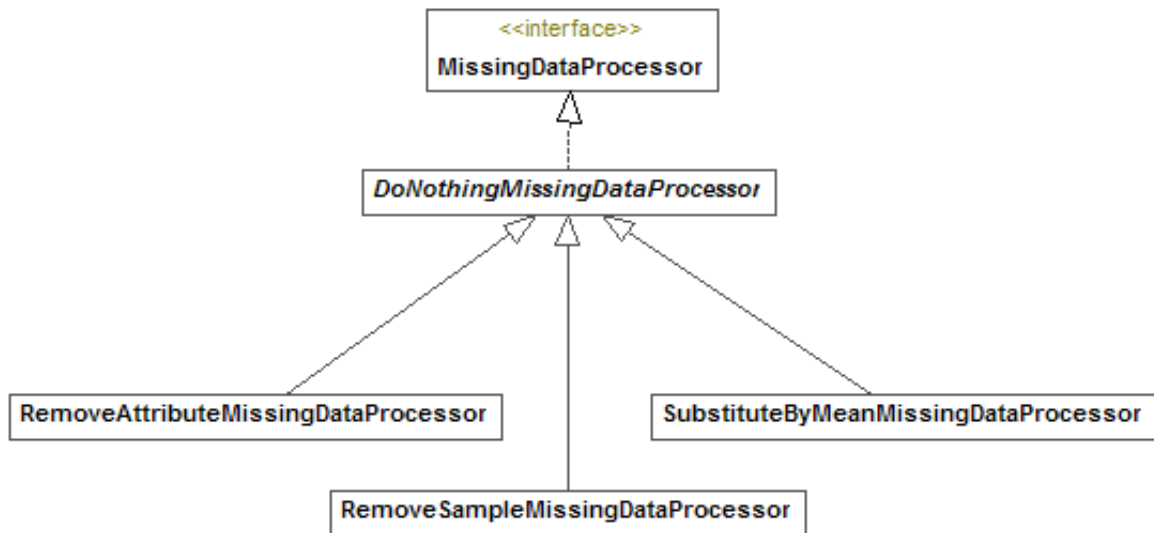 <<interface>>
MissingDataProcessor
DoNothingMissingDataProcessor
RemoveAttributeMissingDataProcessor
SubstituteByMeanMissingDataProcessor
RemoveSampleMissingDataProcessor